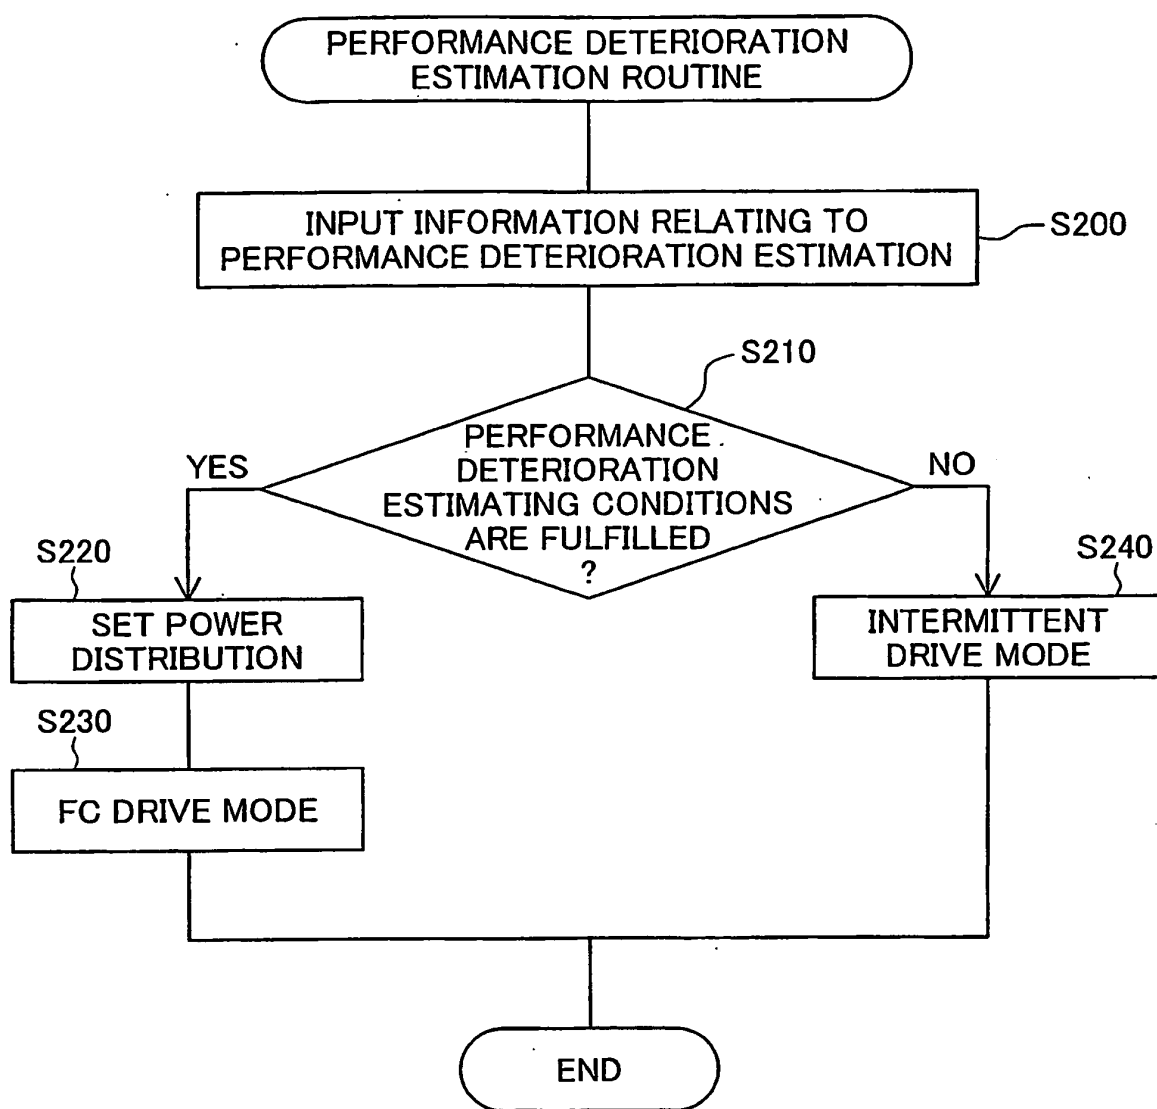 PERFORMANCE DETERIORATION
ESTIMATION ROUTINE
INPUT INFORMATION RELATING TO
PERFORMANCE DETERIORATION ESTIMATION
S200
S210
PERFORMANCE
DETERIORATION
ESTIMATING CONDITIONS
ARE FULFILLED
?
YES
NO
S220
SET POWER
DISTRIBUTION
S240
INTERMITTENT
DRIVE MODE
S230
FC DRIVE MODE
END